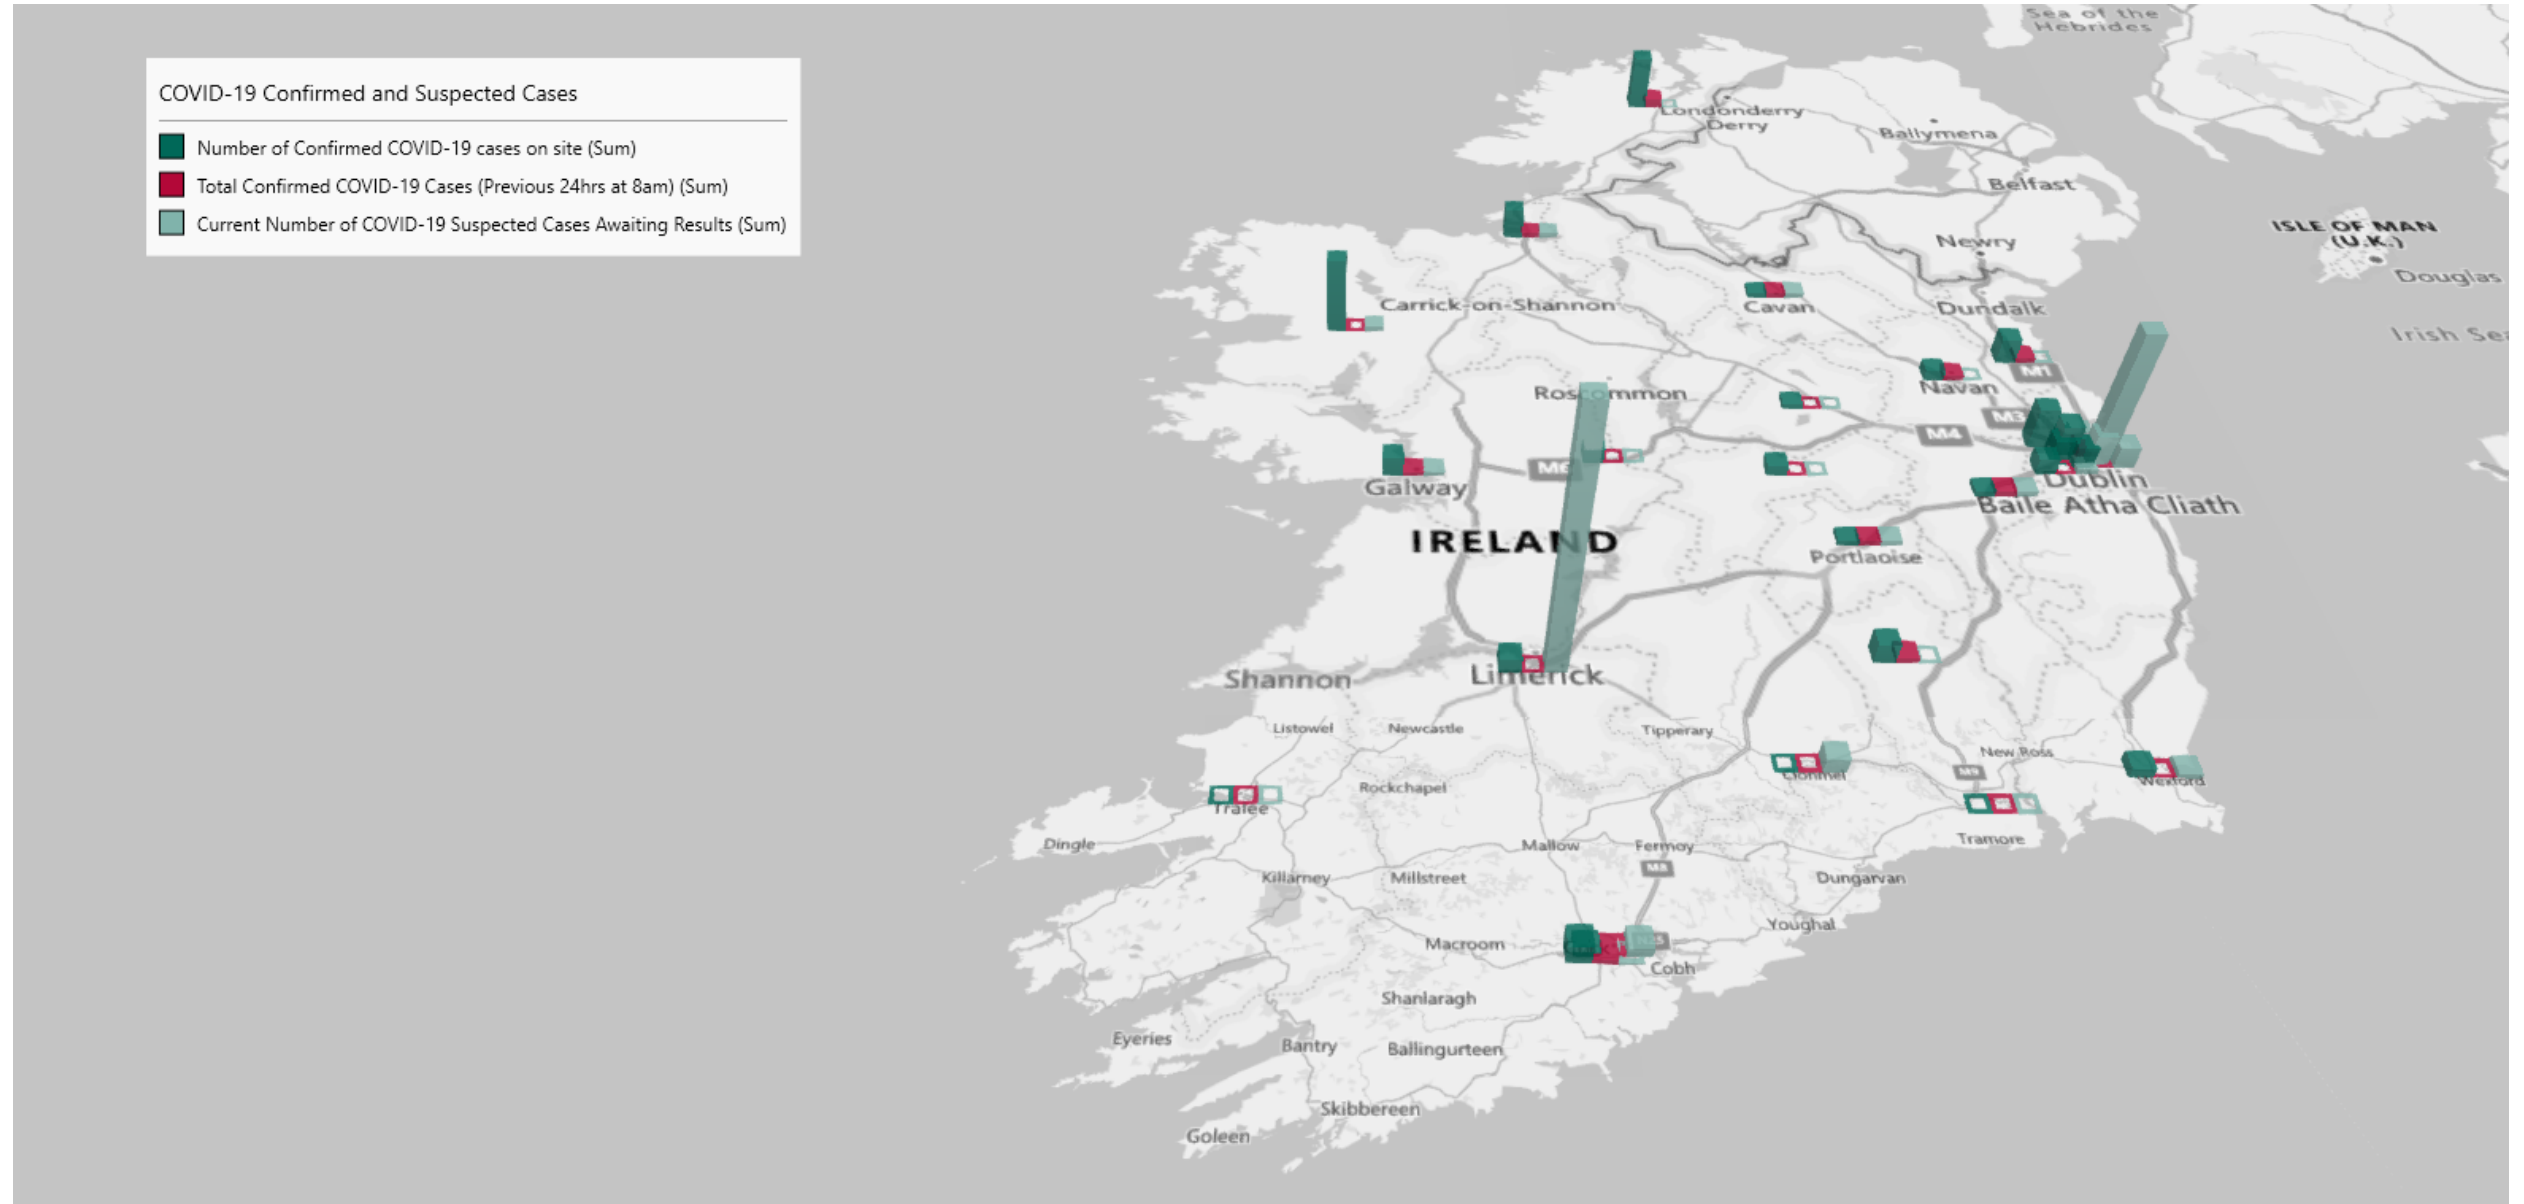 Sea of the
Hebrides
COVID-19 Confirmed and Suspected Cases
Number of Confirmed COVID-19 cases on site (Sum)
Total Confirmed COVID-19 Cases (Previous 24hrs at 8am) (Sum)
Current Number of COVID-19 Suspected Cases Awaiting Results (Sum)
Londonderry
Derry
Ballymena
Belfast
ISLE OF MAN
(U.K.)
Newry
Douglas
Carrick-on-Shannon
Cavan
Dundalk
Irish Sea
M1
Navan
Roscommon
M3
M4
M6
Galway
Dublin
Baile Atha Cliath
IRELAND
Portlaoise
Limerick
Shannon
Listowel
Newcastle
Tipperary
New Ross
M9
Clonmel
Wexford
Rockchapel
Tralee
Tramore
Dingle
Mallow
Fermoy
M8
Killarney
Millstreet
Dungarvan
Youghal
Macroom
N25
Cobh
Shanlaragh
Eyeries
Bantry
Ballingurteen
Skibbereen
Goleen